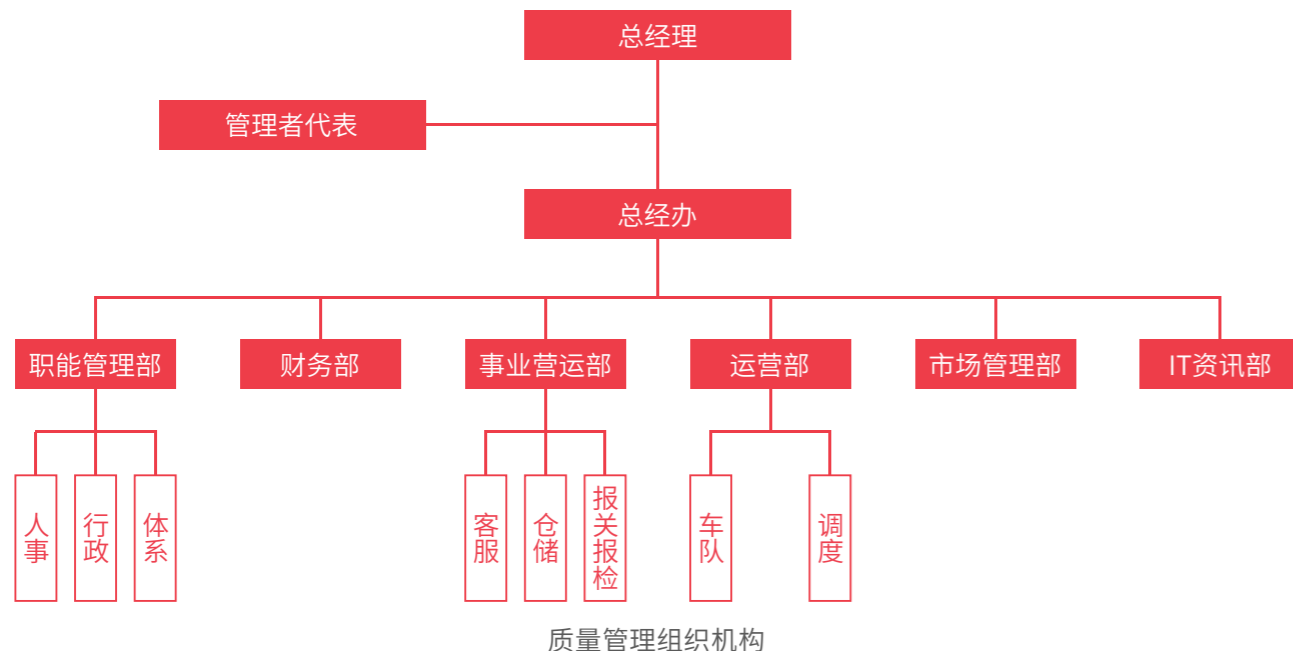 总经理
管理者代表
总经办
职能管理部
财务部
事业营运部
运营部
市场管理部
IT资讯部
人事
行政
体系
客服
仓储
报关报检
车队
调度
质量管理组织机构